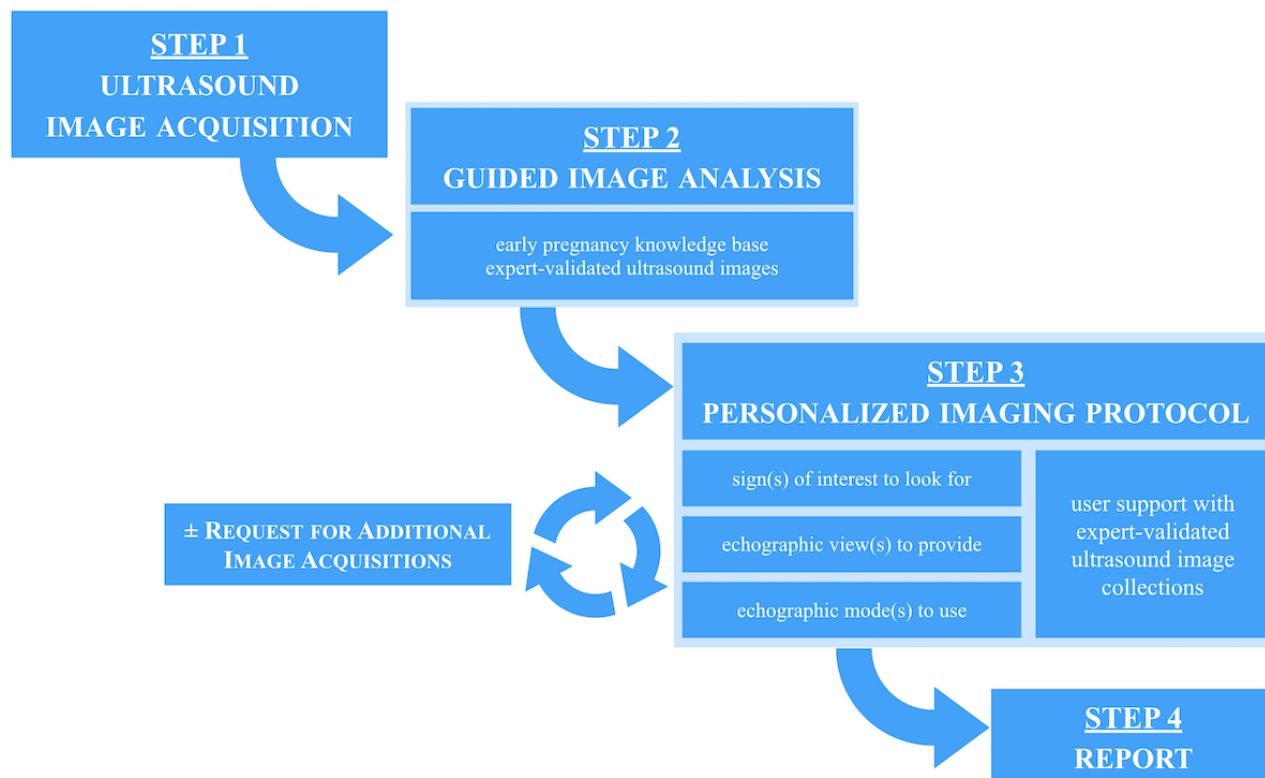 STEP 1
ULTRASOUND
IMAGE ACQUISITION
STEP 2
GUIDED IMAGE ANALYSIS
early pregnancy knowledge base
expert-validated ultrasound images
STEP 3
PERSONALIZED IMAGING PROTOCOL
sign(s) of interest to look for
echographic view(s) to provide
echographic mode(s) to use
user support with
expert-validated
ultrasound image
collections
± REQUEST FOR ADDITIONAL
IMAGE ACQUISITIONS
STEP 4
REPORT